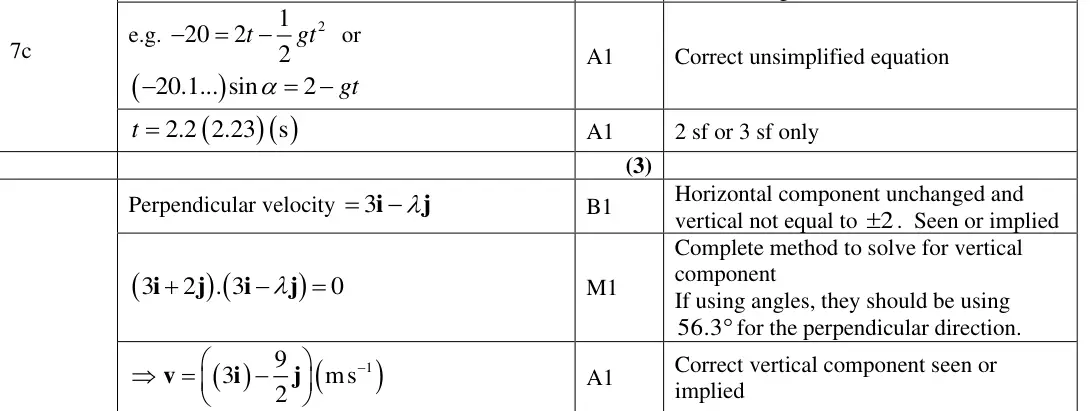 7c
e.g. −20 = 2t − 1/2 gt² or
(−20.1...) sin α = 2 − gt
A1
Correct unsimplified equation
t = 2.2 (2.23) (s)
A1
2 sf or 3 sf only
(3)
Perpendicular velocity = 3i − λj
B1
Horizontal component unchanged and
vertical not equal to ±2. Seen or implied
(3i + 2j).(3i − λj) = 0
M1
Complete method to solve for vertical
component
If using angles, they should be using
56.3° for the perpendicular direction.
⇒ v = ((3i) − 9/2 j) (m s⁻¹)
A1
Correct vertical component seen or
implied